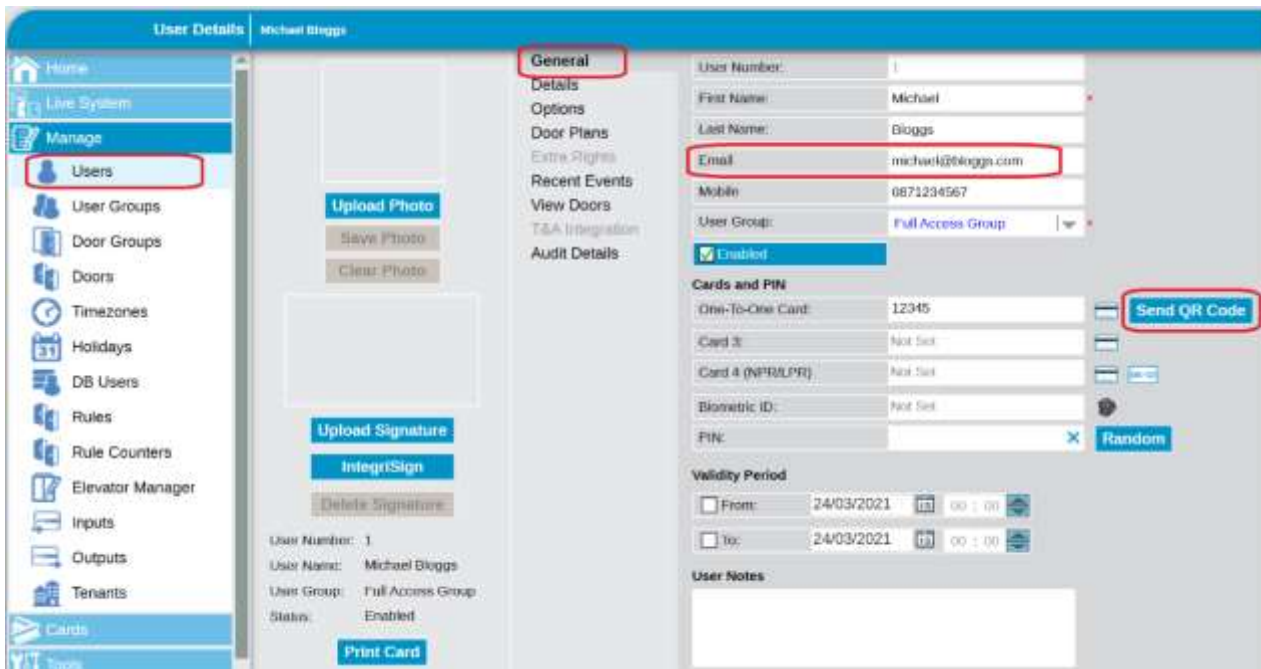 User Details Michael Bloggs
Home
Live System
Manage
Users
User Groups
Door Groups
Doors
Timezones
31 Holidays
DB Users
Rules
Rule Counters
Elevator Manager
Inputs
Outputs
Tenants
Cards
Tools
Upload Photo
Save Photo
Clear Photo
Upload Signature
IntegriSign
Delete Signature
User Number: 1
User Name: Michael Bloggs
User Group: Full Access Group
Status: Enabled
Print Card
General
Details
Options
Door Plans
Extra Rights
Recent Events
View Doors
T&A Integration
Audit Details
User Number: 1
First Name: Michael *
Last Name: Bloggs
Email michael@bloggs.com
Mobile 0871234567
User Group: Full Access Group *
Enabled
Cards and PIN
One-To-One Card: 12345 Send QR Code
Card 3: Not Set
Card 4 (NPR/LPR) Not Set
Biometric ID: Not Set
PIN: Random
Validity Period
From: 24/03/2021 00 : 00
To: 24/03/2021 00 : 00
User Notes